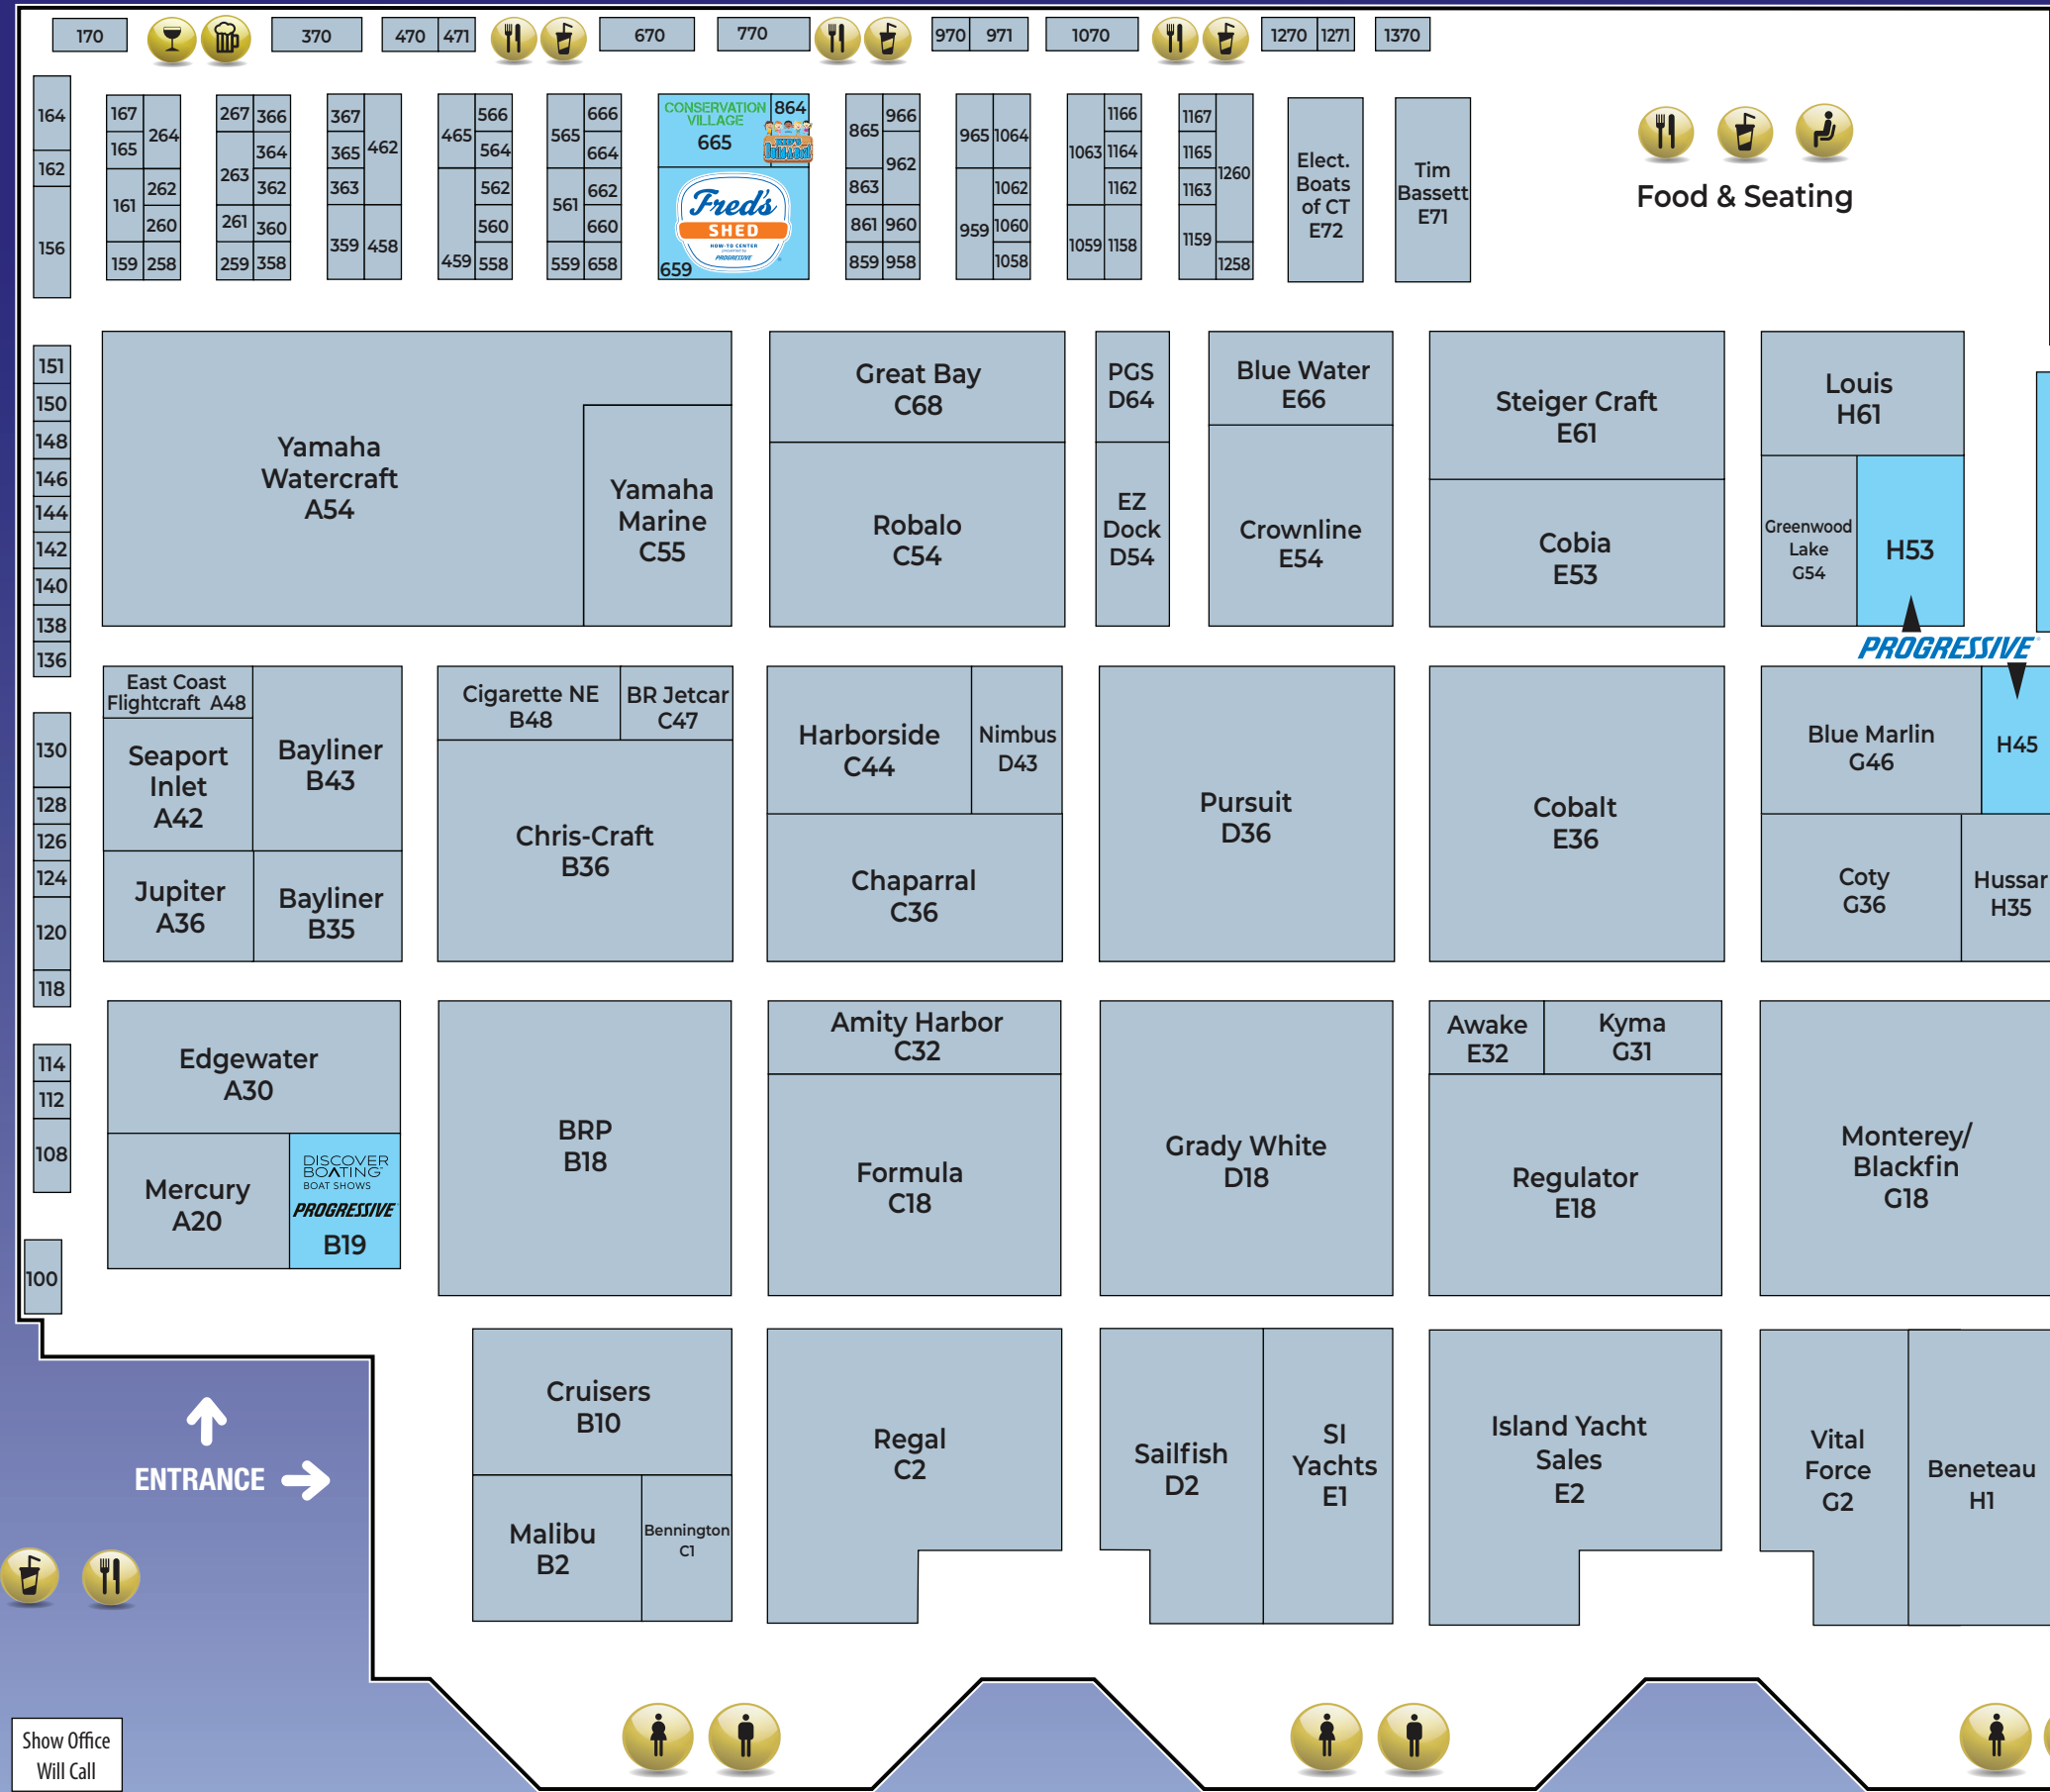 170
370
470
471
670
770
970
971
1070
1270
1271
1370
164
162
156
167
165
264
161
262
260
159
258
267
366
263
364
362
261
360
259
358
367
365
462
363
359
458
465
566
564
562
560
459
558
565
666
664
561
662
660
559
658
CONSERVATION
VILLAGE
665
864
Fred's
SHED
HOW-TO CENTER
PROGRESSIVE
659
865
966
962
863
861
960
859
958
965
1064
1062
959
1060
1058
1063
1166
1164
1162
1059
1158
1167
1165
1163
1260
1159
1258
Elect.
Boats
of CT
E72
Tim
Bassett
E71
Food & Seating
151
150
148
146
144
142
140
138
136
Yamaha
Watercraft
A54
Yamaha
Marine
C55
Great Bay
C68
Robalo
C54
PGS
D64
EZ
Dock
D54
Blue Water
E66
Crownline
E54
Steiger Craft
E61
Cobia
E53
Louis
H61
Greenwood
Lake
G54
H53
PROGRESSIVE
130
128
126
124
120
118
East Coast
Flightcraft A48
Seaport
Inlet
A42
Bayliner
B43
Jupiter
A36
Bayliner
B35
Cigarette NE
B48
BR Jetcar
C47
Chris-Craft
B36
Harborside
C44
Nimbus
D43
Chaparral
C36
Pursuit
D36
Cobalt
E36
Blue Marlin
G46
H45
Coty
G36
Hussar
H35
114
112
108
100
Edgewater
A30
Mercury
A20
DISCOVER
BOATING
BOAT SHOWS
PROGRESSIVE
B19
BRP
B18
Amity Harbor
C32
Formula
C18
Grady White
D18
Awake
E32
Kyma
G31
Regulator
E18
Monterey/
Blackfin
G18
ENTRANCE
Cruisers
B10
Malibu
B2
Bennington
C1
Regal
C2
Sailfish
D2
SI
Yachts
E1
Island Yacht
Sales
E2
Vital
Force
G2
Beneteau
H1
Show Office
Will Call